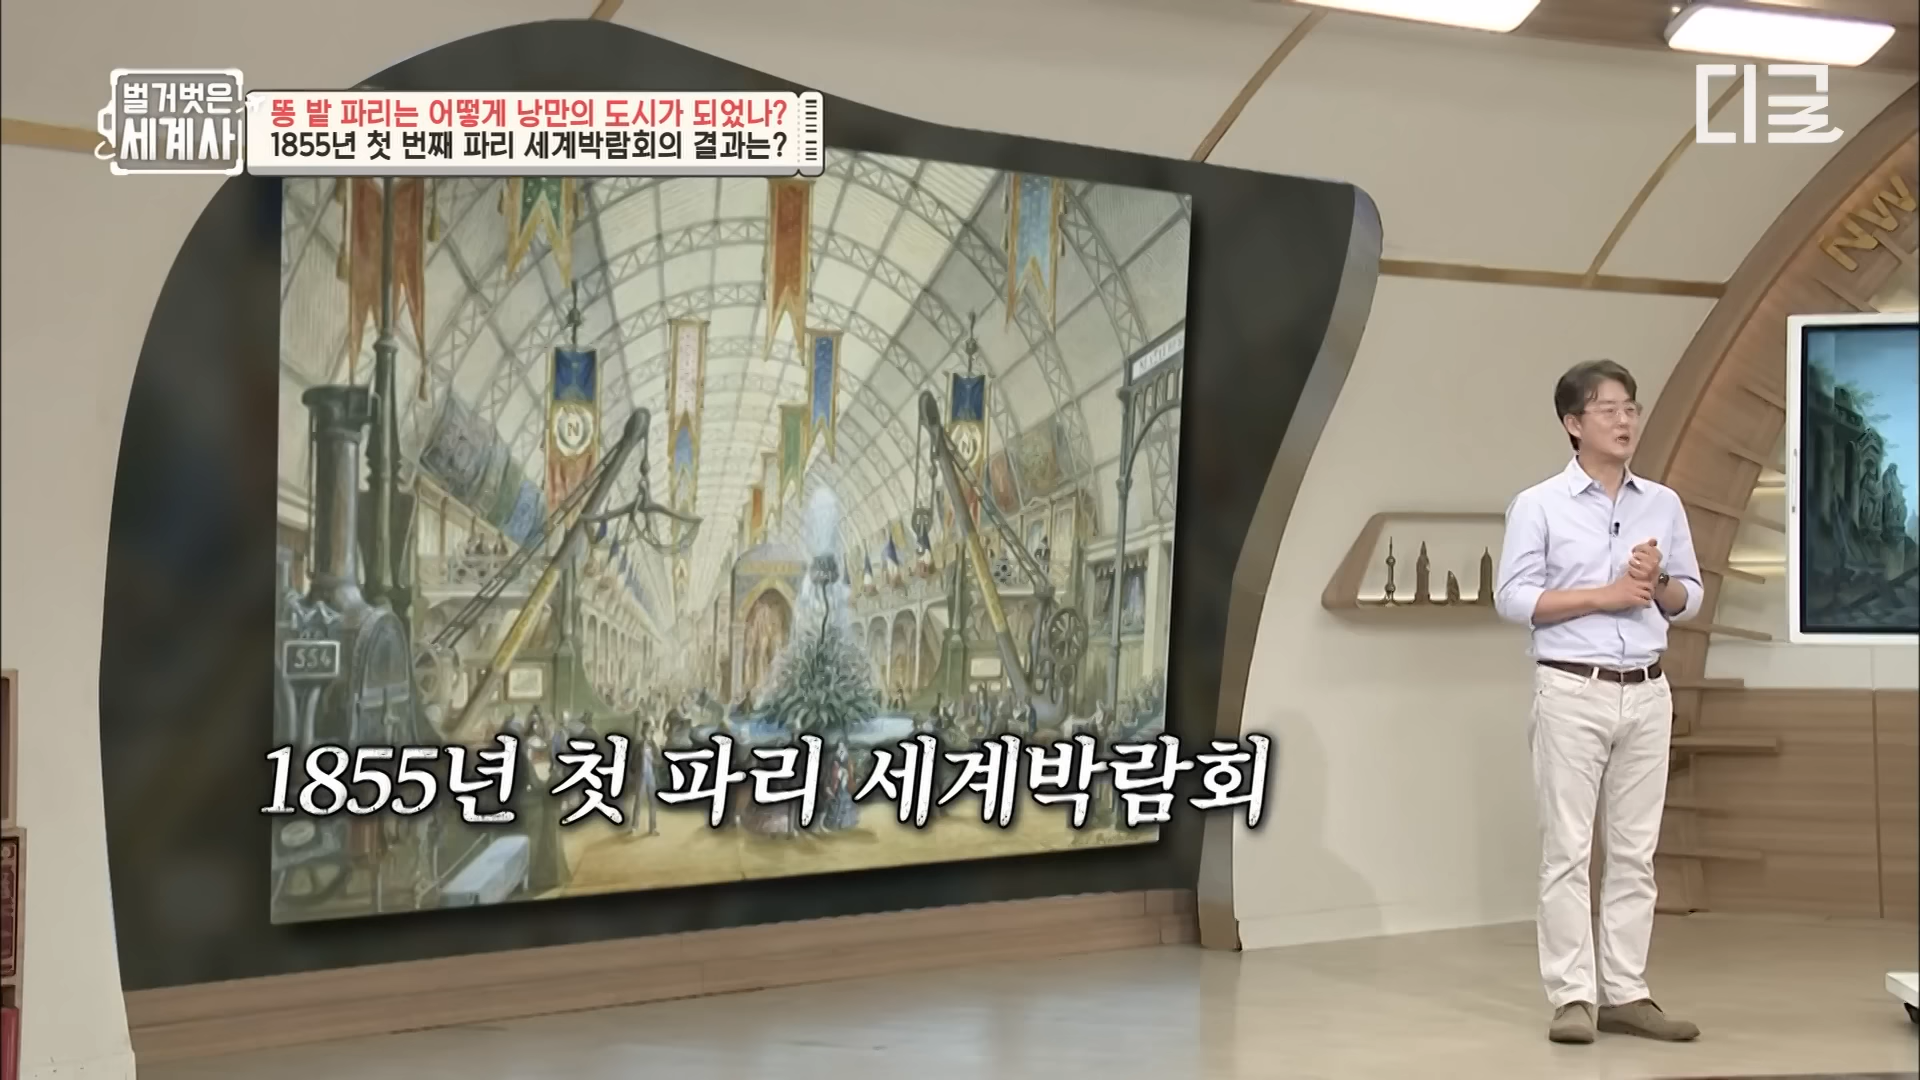 벌거벗은
세계사
똥 밭 파리는 어떻게 낭만의 도시가 되었나?
1855년 첫 번째 파리 세계박람회의 결과는?
디글
NW
N
N
554
1855년 첫 파리 세계박람회